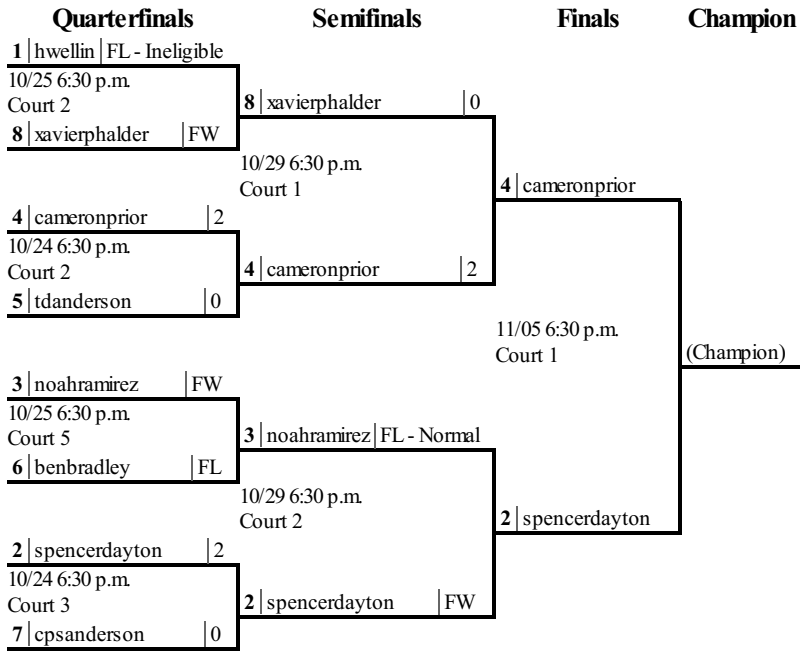 Quarterfinals Semifinals Finals Champion
1 hwellin FL - Ineligible
10/25 6:30 p.m.
Court 2
8 xavierphalder FW
8 xavierphalder 0
10/29 6:30 p.m.
Court 1
4 cameronprior 2
10/24 6:30 p.m.
Court 2
5 tdanderson 0
4 cameronprior 2
4 cameronprior
11/05 6:30 p.m.
Court 1
(Champion)
3 noahramirez FW
10/25 6:30 p.m.
Court 5
6 benbradley FL
3 noahramirez FL - Normal
10/29 6:30 p.m.
Court 2
2 spencerdayton
2 spencerdayton 2
10/24 6:30 p.m.
Court 3
7 cpsanderson 0
2 spencerdayton FW